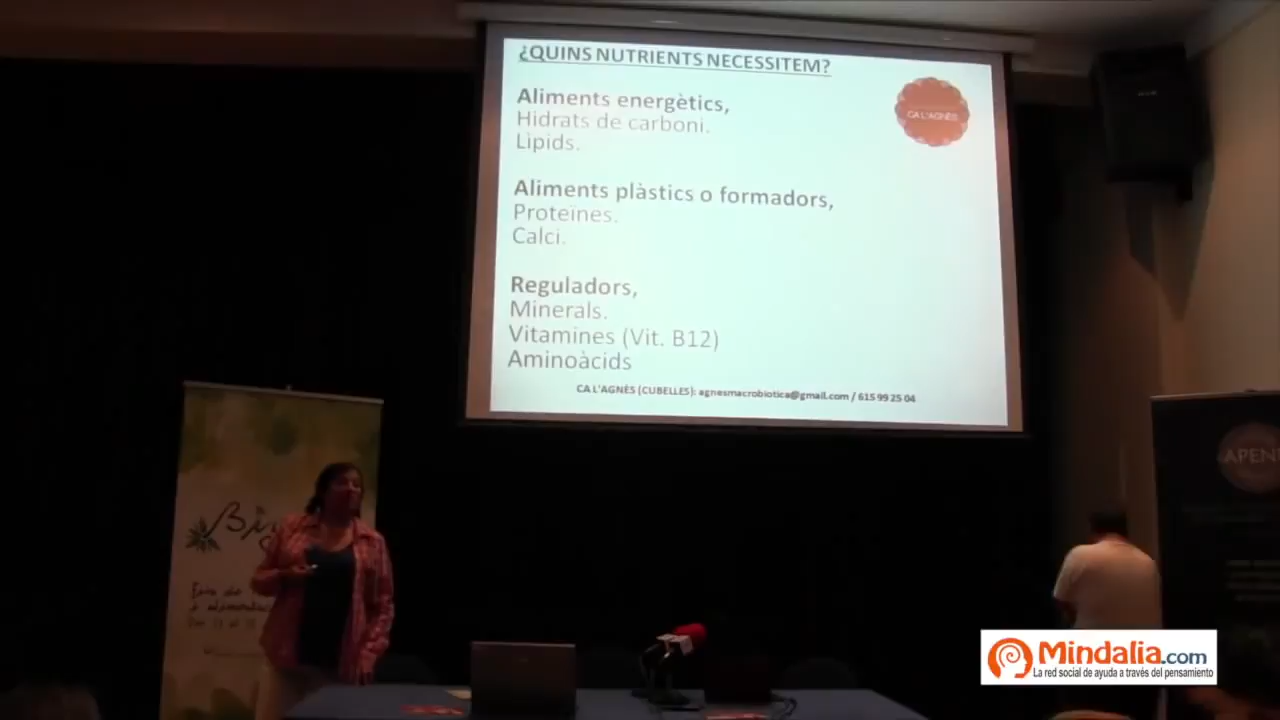 ¿QUINS NUTRIENTS NECESSITEM?
Aliments energètics,
Hidrats de carboni.
Lipids.
CA L'AGNÈS
Aliments plàstics o formadors,
Proteïnes.
Calci.
Reguladors,
Minerals.
Vitamines (Vit. B12)
Aminoàcids
CA L'AGNÈS (CUBELLES): agnesmacrobiotica@gmail.com / 615 99 25 04
APEN
Mindalia.com
La red social de ayuda a través del pensamiento